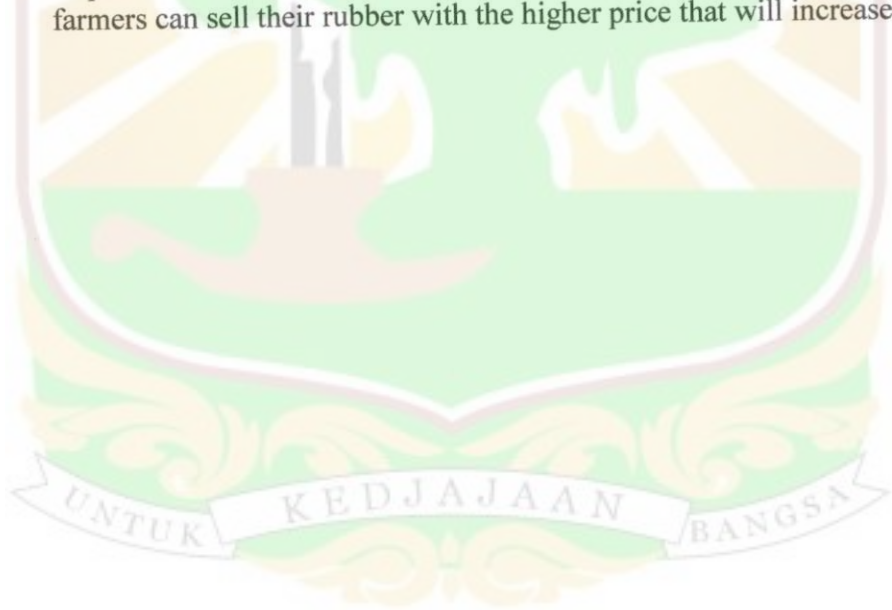 farmers can sell their rubber with the higher price that will increase
UNTUK KEDJAJAAN BANGSA